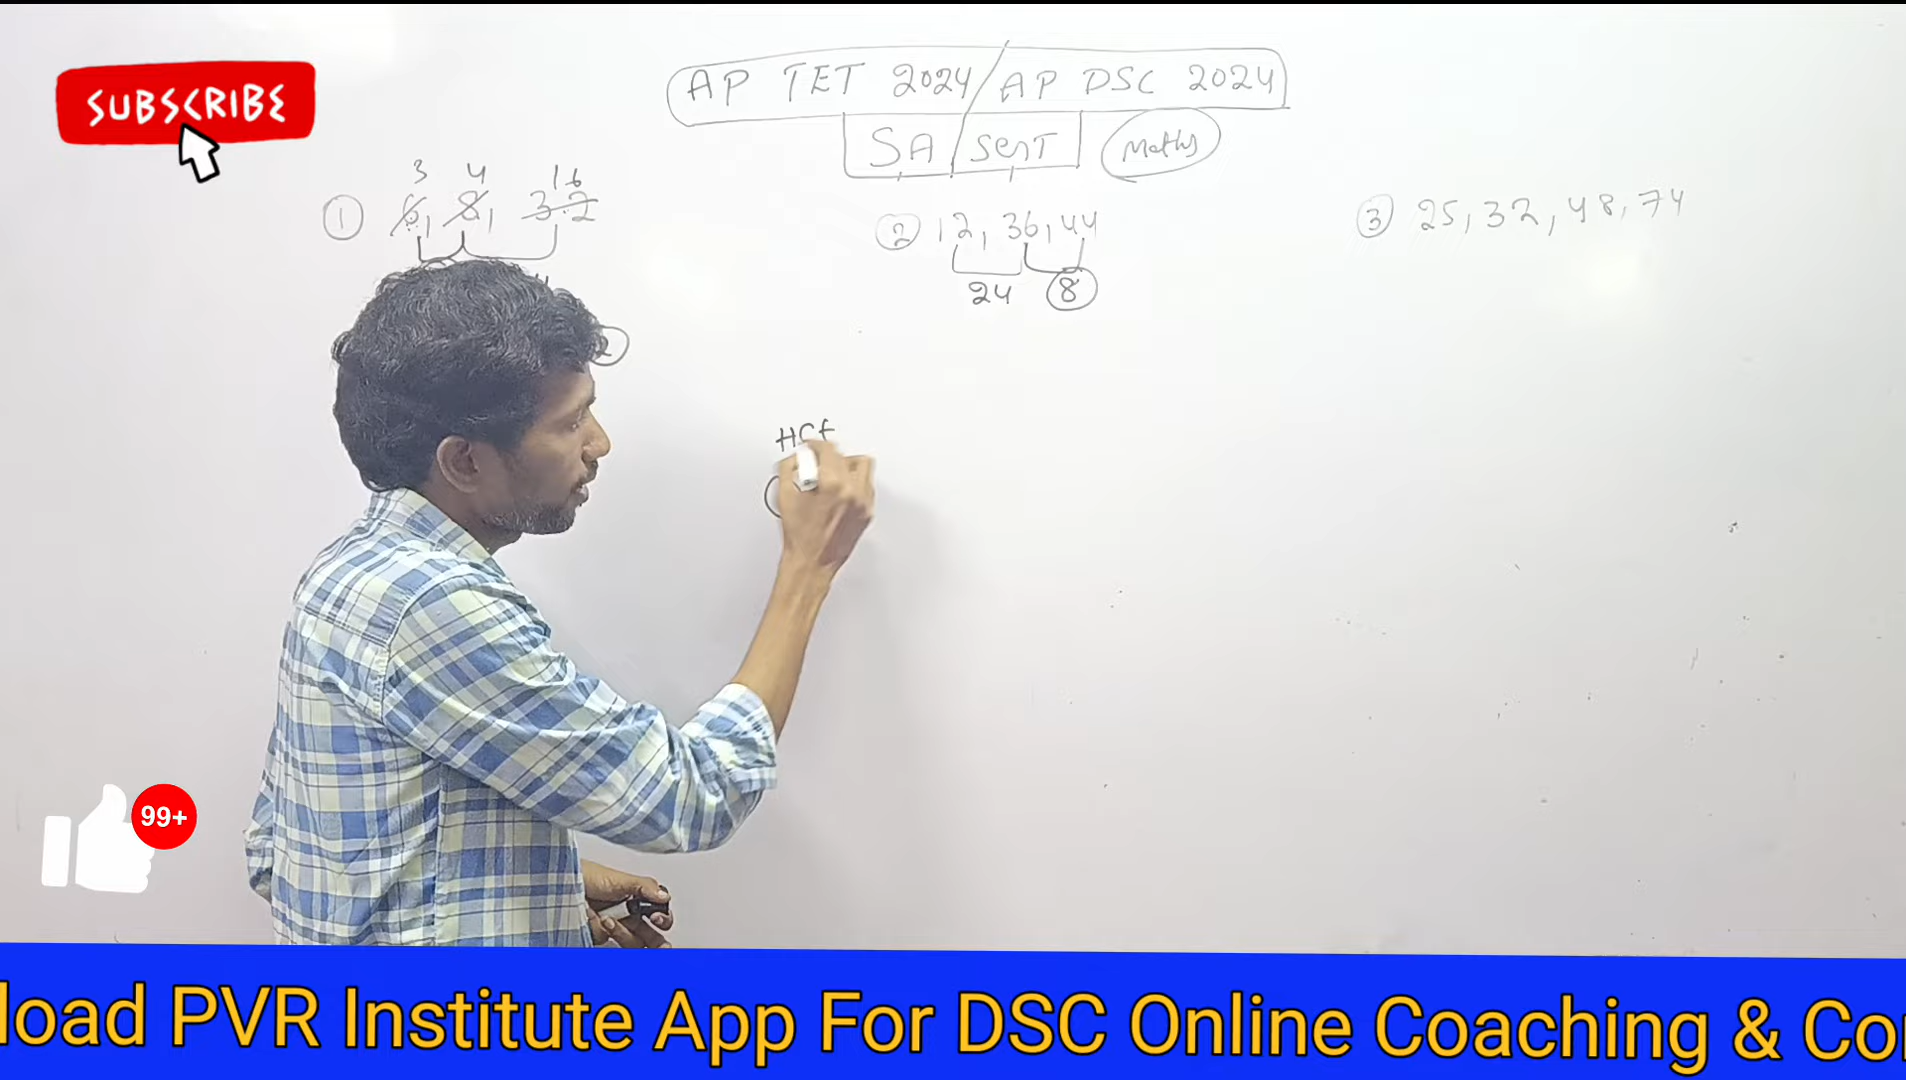 SUBSCRIBE
AP TET 2024/AP DSC 2024
SA / SGT Maths
3 4 16
① 6, 8, 32
② 12, 36, 44
③ 25, 32, 48, 74
24 8
HCF
99+
load PVR Institute App For DSC Online Coaching & Co